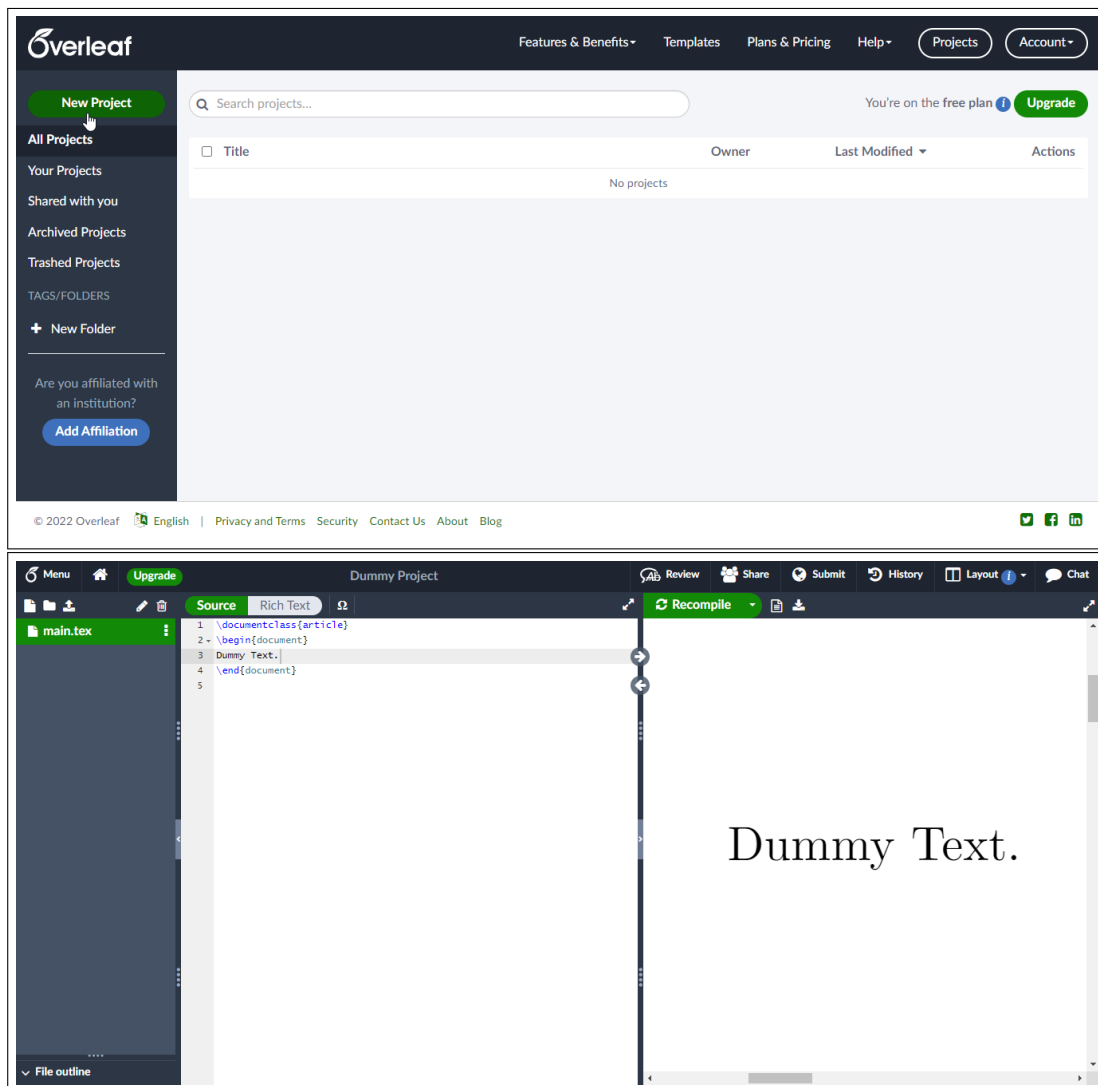 Overleaf Features & Benefits Templates Plans & Pricing Help Projects Account
New Project
Search projects...
You're on the free plan i Upgrade
All Projects
Your Projects
Shared with you
Archived Projects
Trashed Projects
TAGS/FOLDERS
+ New Folder
Are you affiliated with
an institution?
Add Affiliation
Title Owner Last Modified Actions
No projects
© 2022 Overleaf English | Privacy and Terms Security Contact Us About Blog
Menu Upgrade Dummy Project Review Share Submit History Layout i Chat
Source Rich Text Ω Recompile
main.tex
1 \documentclass{article}
2 \begin{document}
3 Dummy Text.
4 \end{document}
5
Dummy Text.
File outline